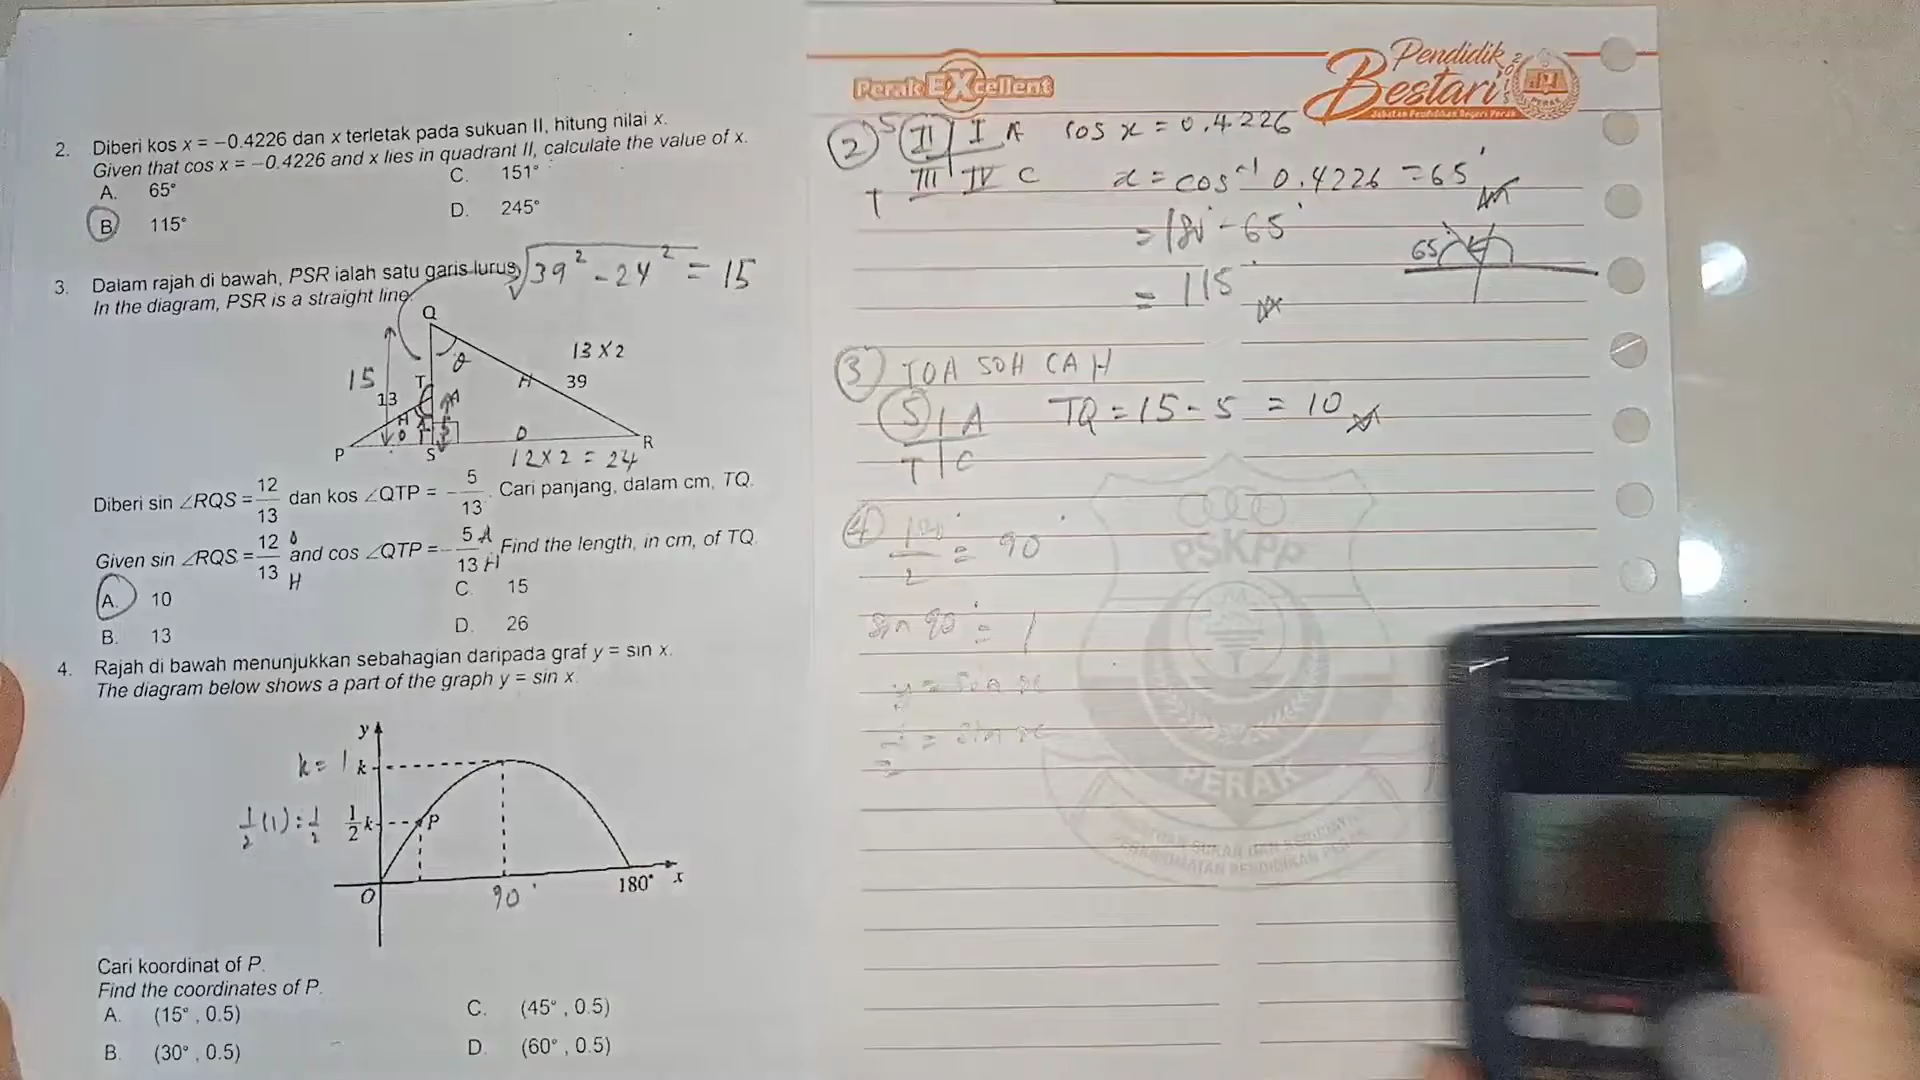 2. Diberi kos x = −0.4226 dan x terletak pada sukuan II, hitung nilai x.
Given that cos x = −0.4226 and x lies in quadrant II, calculate the value of x.
A. 65°
C. 151°
B. 115°
D. 245°
3. Dalam rajah di bawah, PSR ialah satu garis lurus.
√39² - 24² = 15
In the diagram, PSR is a straight line.
Q
θ
13 x 2
15
T
H
39
13
H
A
5
O
O
P
S
R
12 x 2 = 24
Diberi sin ∠RQS = 12/13 dan kos ∠QTP = −5/13. Cari panjang, dalam cm, TQ.
Given sin ∠RQS = 12/13 O/H and cos ∠QTP = −5/13 A/H. Find the length, in cm, of TQ.
A. 10
C. 15
B. 13
D. 26
4. Rajah di bawah menunjukkan sebahagian daripada graf y = sin x.
The diagram below shows a part of the graph y = sin x.
y
k = 1 k
½(1) = ½ ½k P
O 90° 180° x
Cari koordinat of P.
Find the coordinates of P.
A. (15° , 0.5)
C. (45° , 0.5)
B. (30° , 0.5)
D. (60° , 0.5)
Perak EXcellent
Pendidik
Bestari
Jabatan Pendidikan Negeri Perak
② S II I A cos x = 0.4226
T III IV C x = cos⁻¹ 0.4226 = 65°
= 180° - 65°
65
= 115°
③ TOA SOH CAH
S A TQ = 15 - 5 = 10
T C
④ 180°/2 = 90°
sin 90° = 1
y = sin x
½ = sin x
PSKPP
PERAK